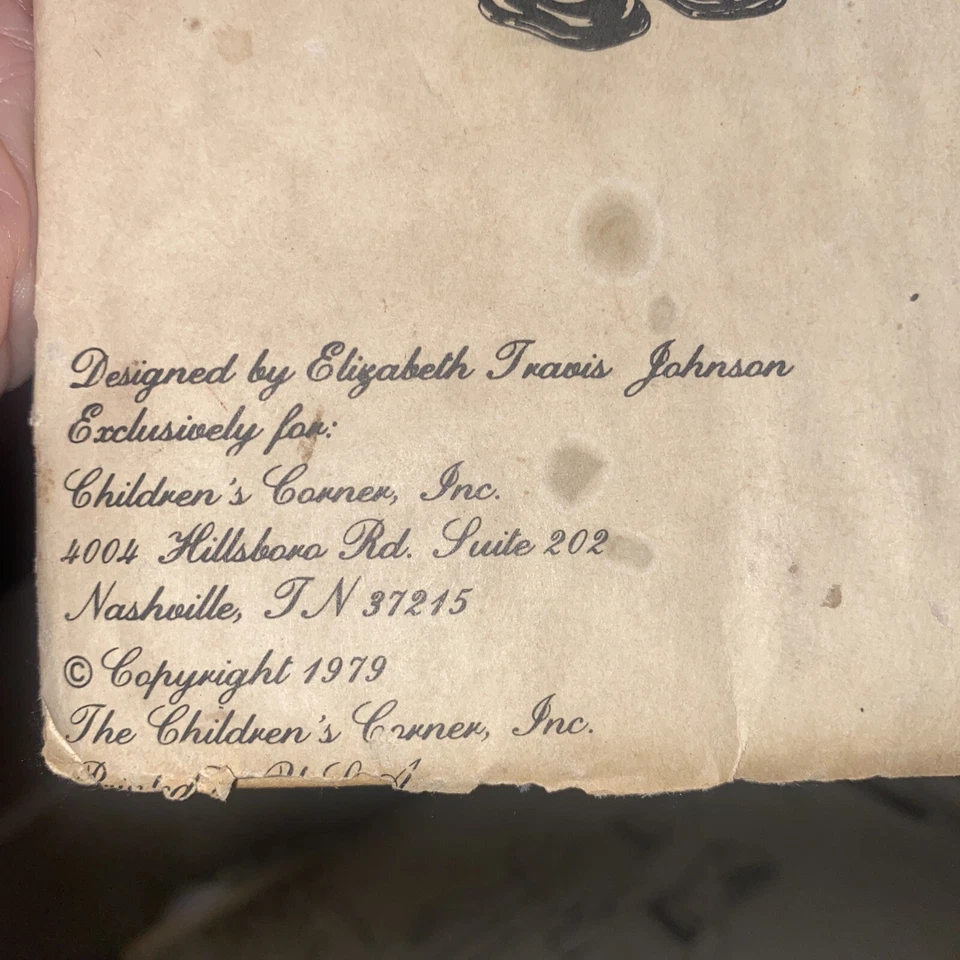 Designed by Elizabeth Travis Johnson
Exclusively for:
Children's Corner, Inc.
4004 Hillsboro Rd. Suite 202
Nashville, TN 37215
© Copyright 1979
The Children's Corner, Inc.
Printed U.S.A.